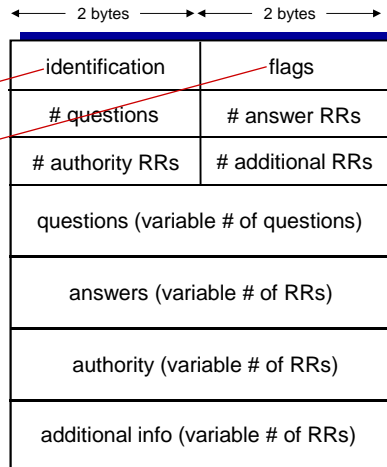 2 bytes 2 bytes
identification flags
# questions # answer RRs
# authority RRs # additional RRs
questions (variable # of questions)
answers (variable # of RRs)
authority (variable # of RRs)
additional info (variable # of RRs)